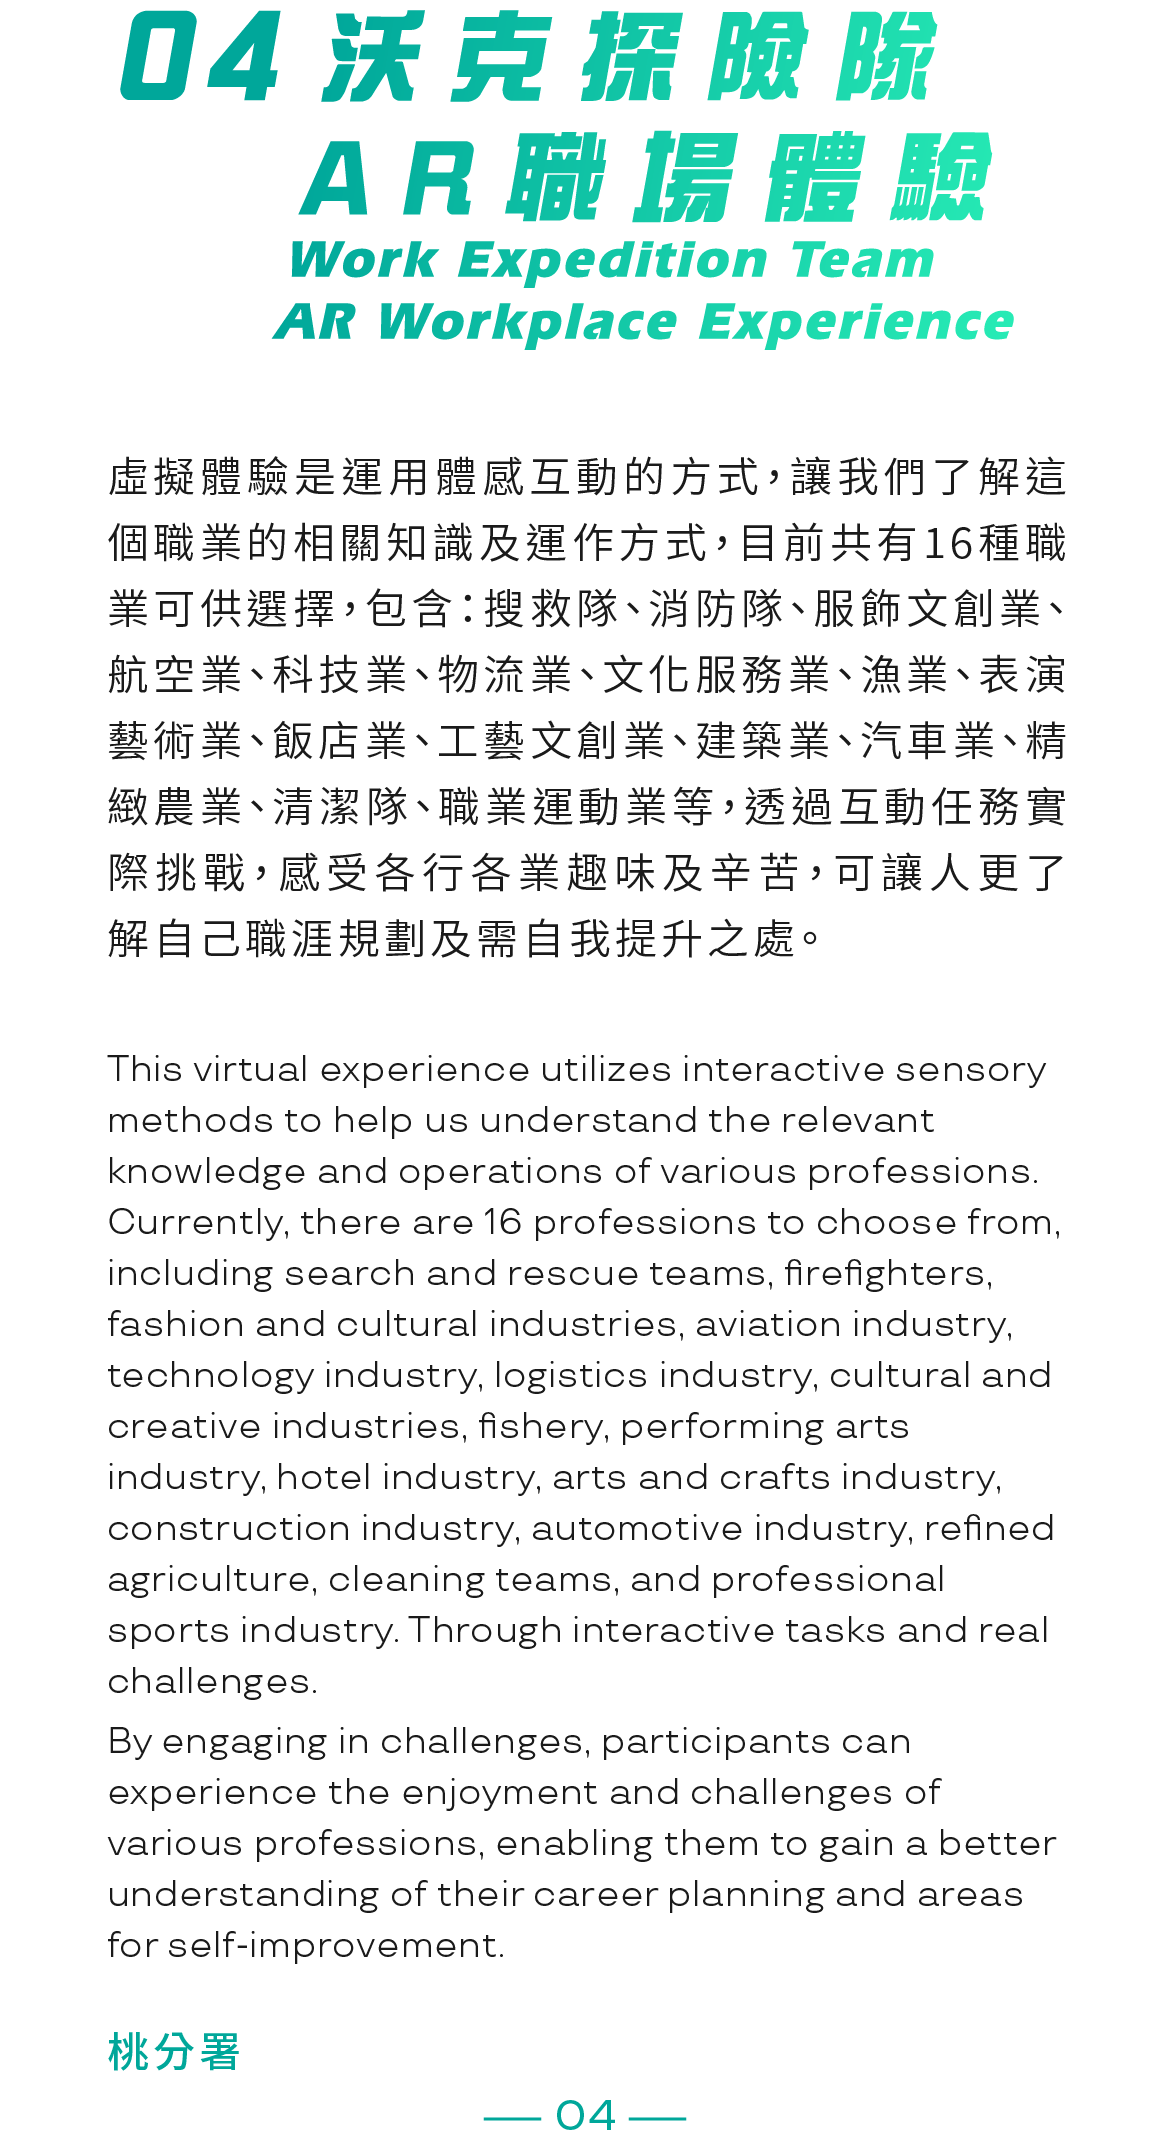 04 沃克探險隊
AR職場體驗
Work Expedition Team
AR Workplace Experience
虛擬體驗是運用體感互動的方式，讓我們了解這
個職業的相關知識及運作方式，目前共有16種職
業可供選擇，包含：搜救隊、消防隊、服飾文創業、
航空業、科技業、物流業、文化服務業、漁業、表演
藝術業、飯店業、工藝文創業、建築業、汽車業、精
緻農業、清潔隊、職業運動業等，透過互動任務實
際挑戰，感受各行各業趣味及辛苦，可讓人更了
解自己職涯規劃及需自我提升之處。
This virtual experience utilizes interactive sensory
methods to help us understand the relevant
knowledge and operations of various professions.
Currently, there are 16 professions to choose from,
including search and rescue teams, firefighters,
fashion and cultural industries, aviation industry,
technology industry, logistics industry, cultural and
creative industries, fishery, performing arts
industry, hotel industry, arts and crafts industry,
construction industry, automotive industry, refined
agriculture, cleaning teams, and professional
sports industry. Through interactive tasks and real
challenges.
By engaging in challenges, participants can
experience the enjoyment and challenges of
various professions, enabling them to gain a better
understanding of their career planning and areas
for self-improvement.
桃分署
— 04 —